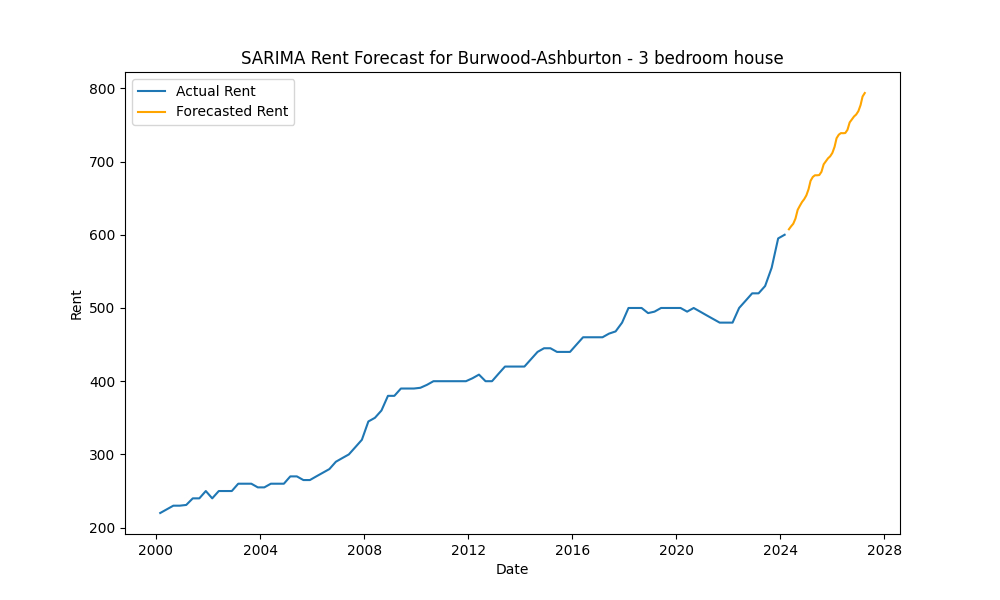 SARIMA Rent Forecast for Burwood-Ashburton - 3 bedroom house
Actual Rent
Forecasted Rent
800
700
600
500
400
300
200
Rent
2000 2004 2008 2012 2016 2020 2024 2028
Date